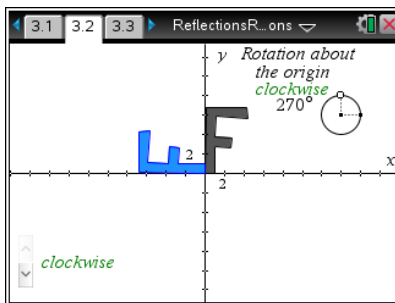 3.1 3.2 3.3 ReflectionsR...ons
y Rotation about
the origin
clockwise
270°
2
x
2
clockwise